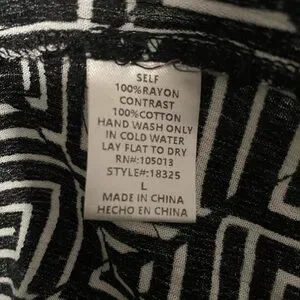 SELF
100%RAYON
CONTRAST
100%COTTON
HAND WASH ONLY
IN COLD WATER
LAY FLAT TO DRY
RN#:105013
STYLE#:18325
L
MADE IN CHINA
HECHO EN CHINA